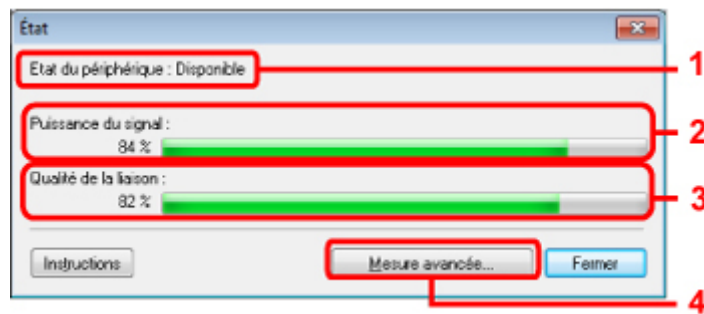 État
Etat du périphérique : Disponible
1
Puissance du signal :
84 %
2
Qualité de la liaison :
82 %
3
Instructions
Mesure avancée...
Fermer
4